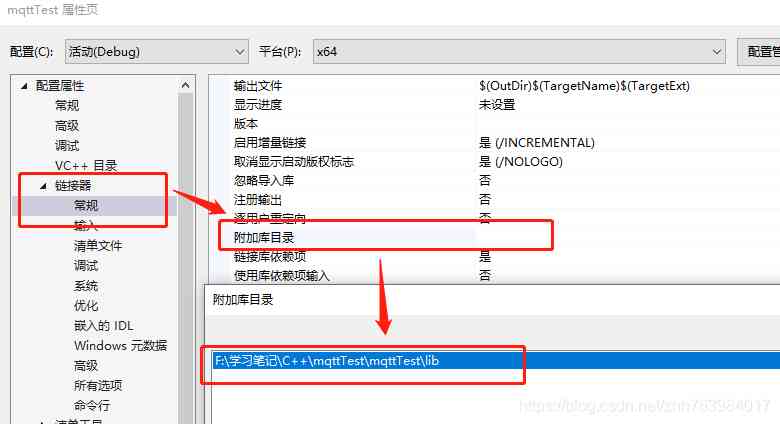 mqttTest 属性页
配置(C): 活动(Debug) 平台(P): x64 配置管
配置属性
常规
高级
调试
VC++ 目录
链接器
常规
输入
清单文件
调试
系统
优化
嵌入的 IDL
Windows 元数据
高级
所有选项
命令行
清单工具
输出文件 $(OutDir)$(TargetName)$(TargetExt)
显示进度 未设置
版本
启用增量链接 是 (/INCREMENTAL)
取消显示启动版权标志 是 (/NOLOGO)
忽略导入库 否
注册输出 否
逐用户重定向 否
附加库目录
链接库依赖项 是
使用库依赖项输入 否
附加库目录
F:\学习笔记\C++\mqttTest\mqttTest\lib